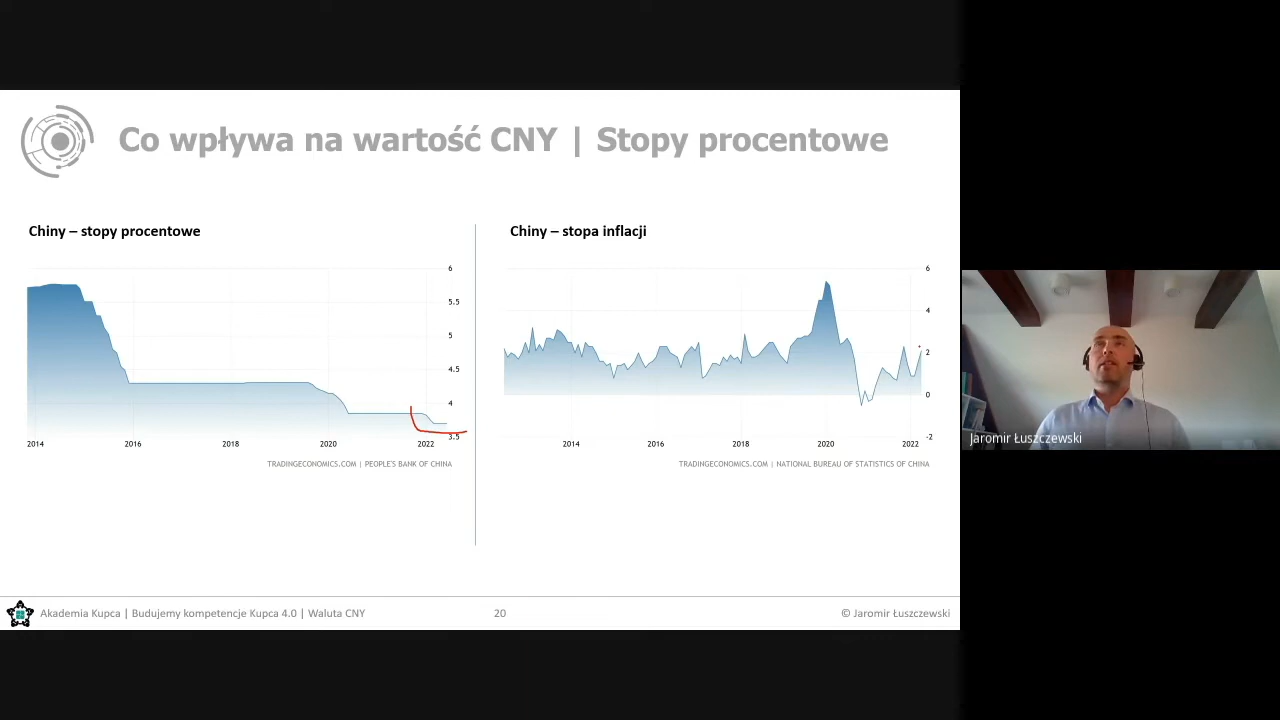 Co wpływa na wartość CNY | Stopy procentowe
Chiny – stopy procentowe
6
5.5
5
4.5
4
3.5
2014 2016 2018 2020 2022
TRADINGECONOMICS.COM | PEOPLE'S BANK OF CHINA
Chiny – stopa inflacji
6
4
2
0
-2
2014 2016 2018 2020 2022
TRADINGECONOMICS.COM | NATIONAL BUREAU OF STATISTICS OF CHINA
Jaromir Łuszczewski
Akademia Kupca | Budujemy kompetencje Kupca 4.0 | Waluta CNY
20
© Jaromir Łuszczewski